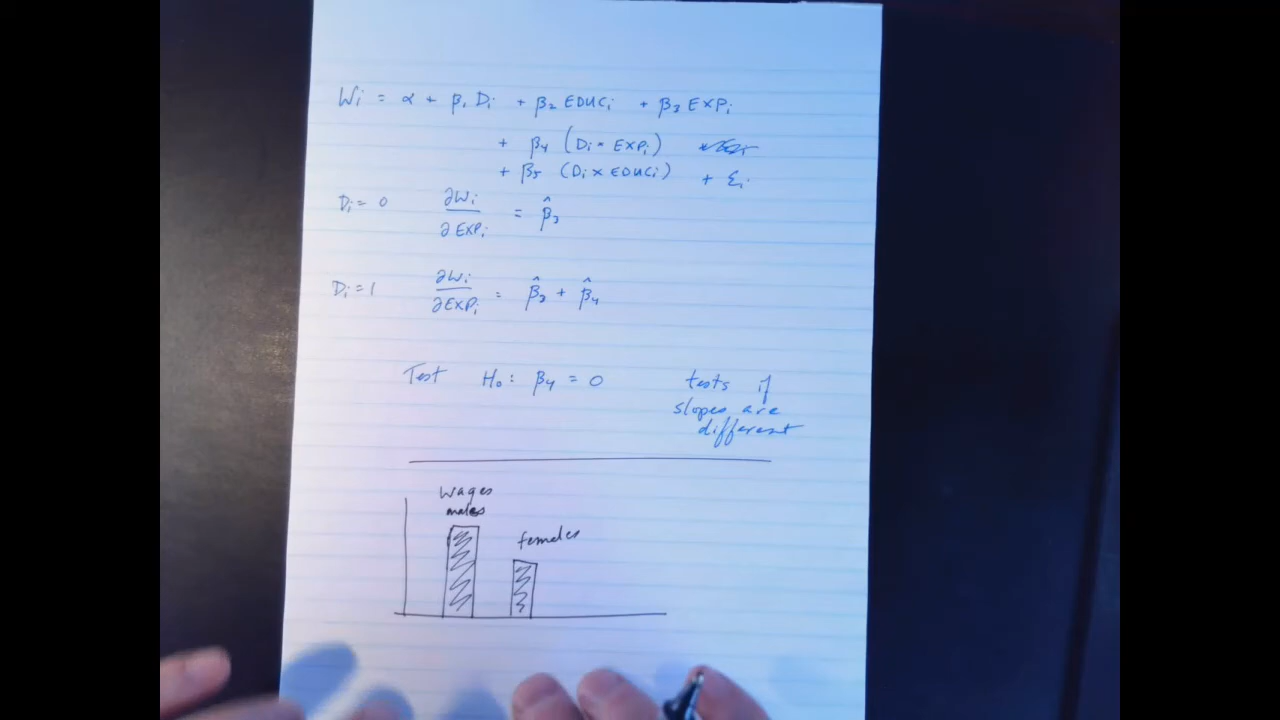 Wi = α + β1 Di + β2 EDUCi + β3 EXPi
+ β4 (Di × EXPi)
+ β5 (Di × EDUCi) + εi
Di = 0 ∂Wi / ∂EXPi = β̂3
Di = 1 ∂Wi / ∂EXPi = β̂3 + β̂4
Test H0: β4 = 0 tests if
slopes are
different
Wages
males
females